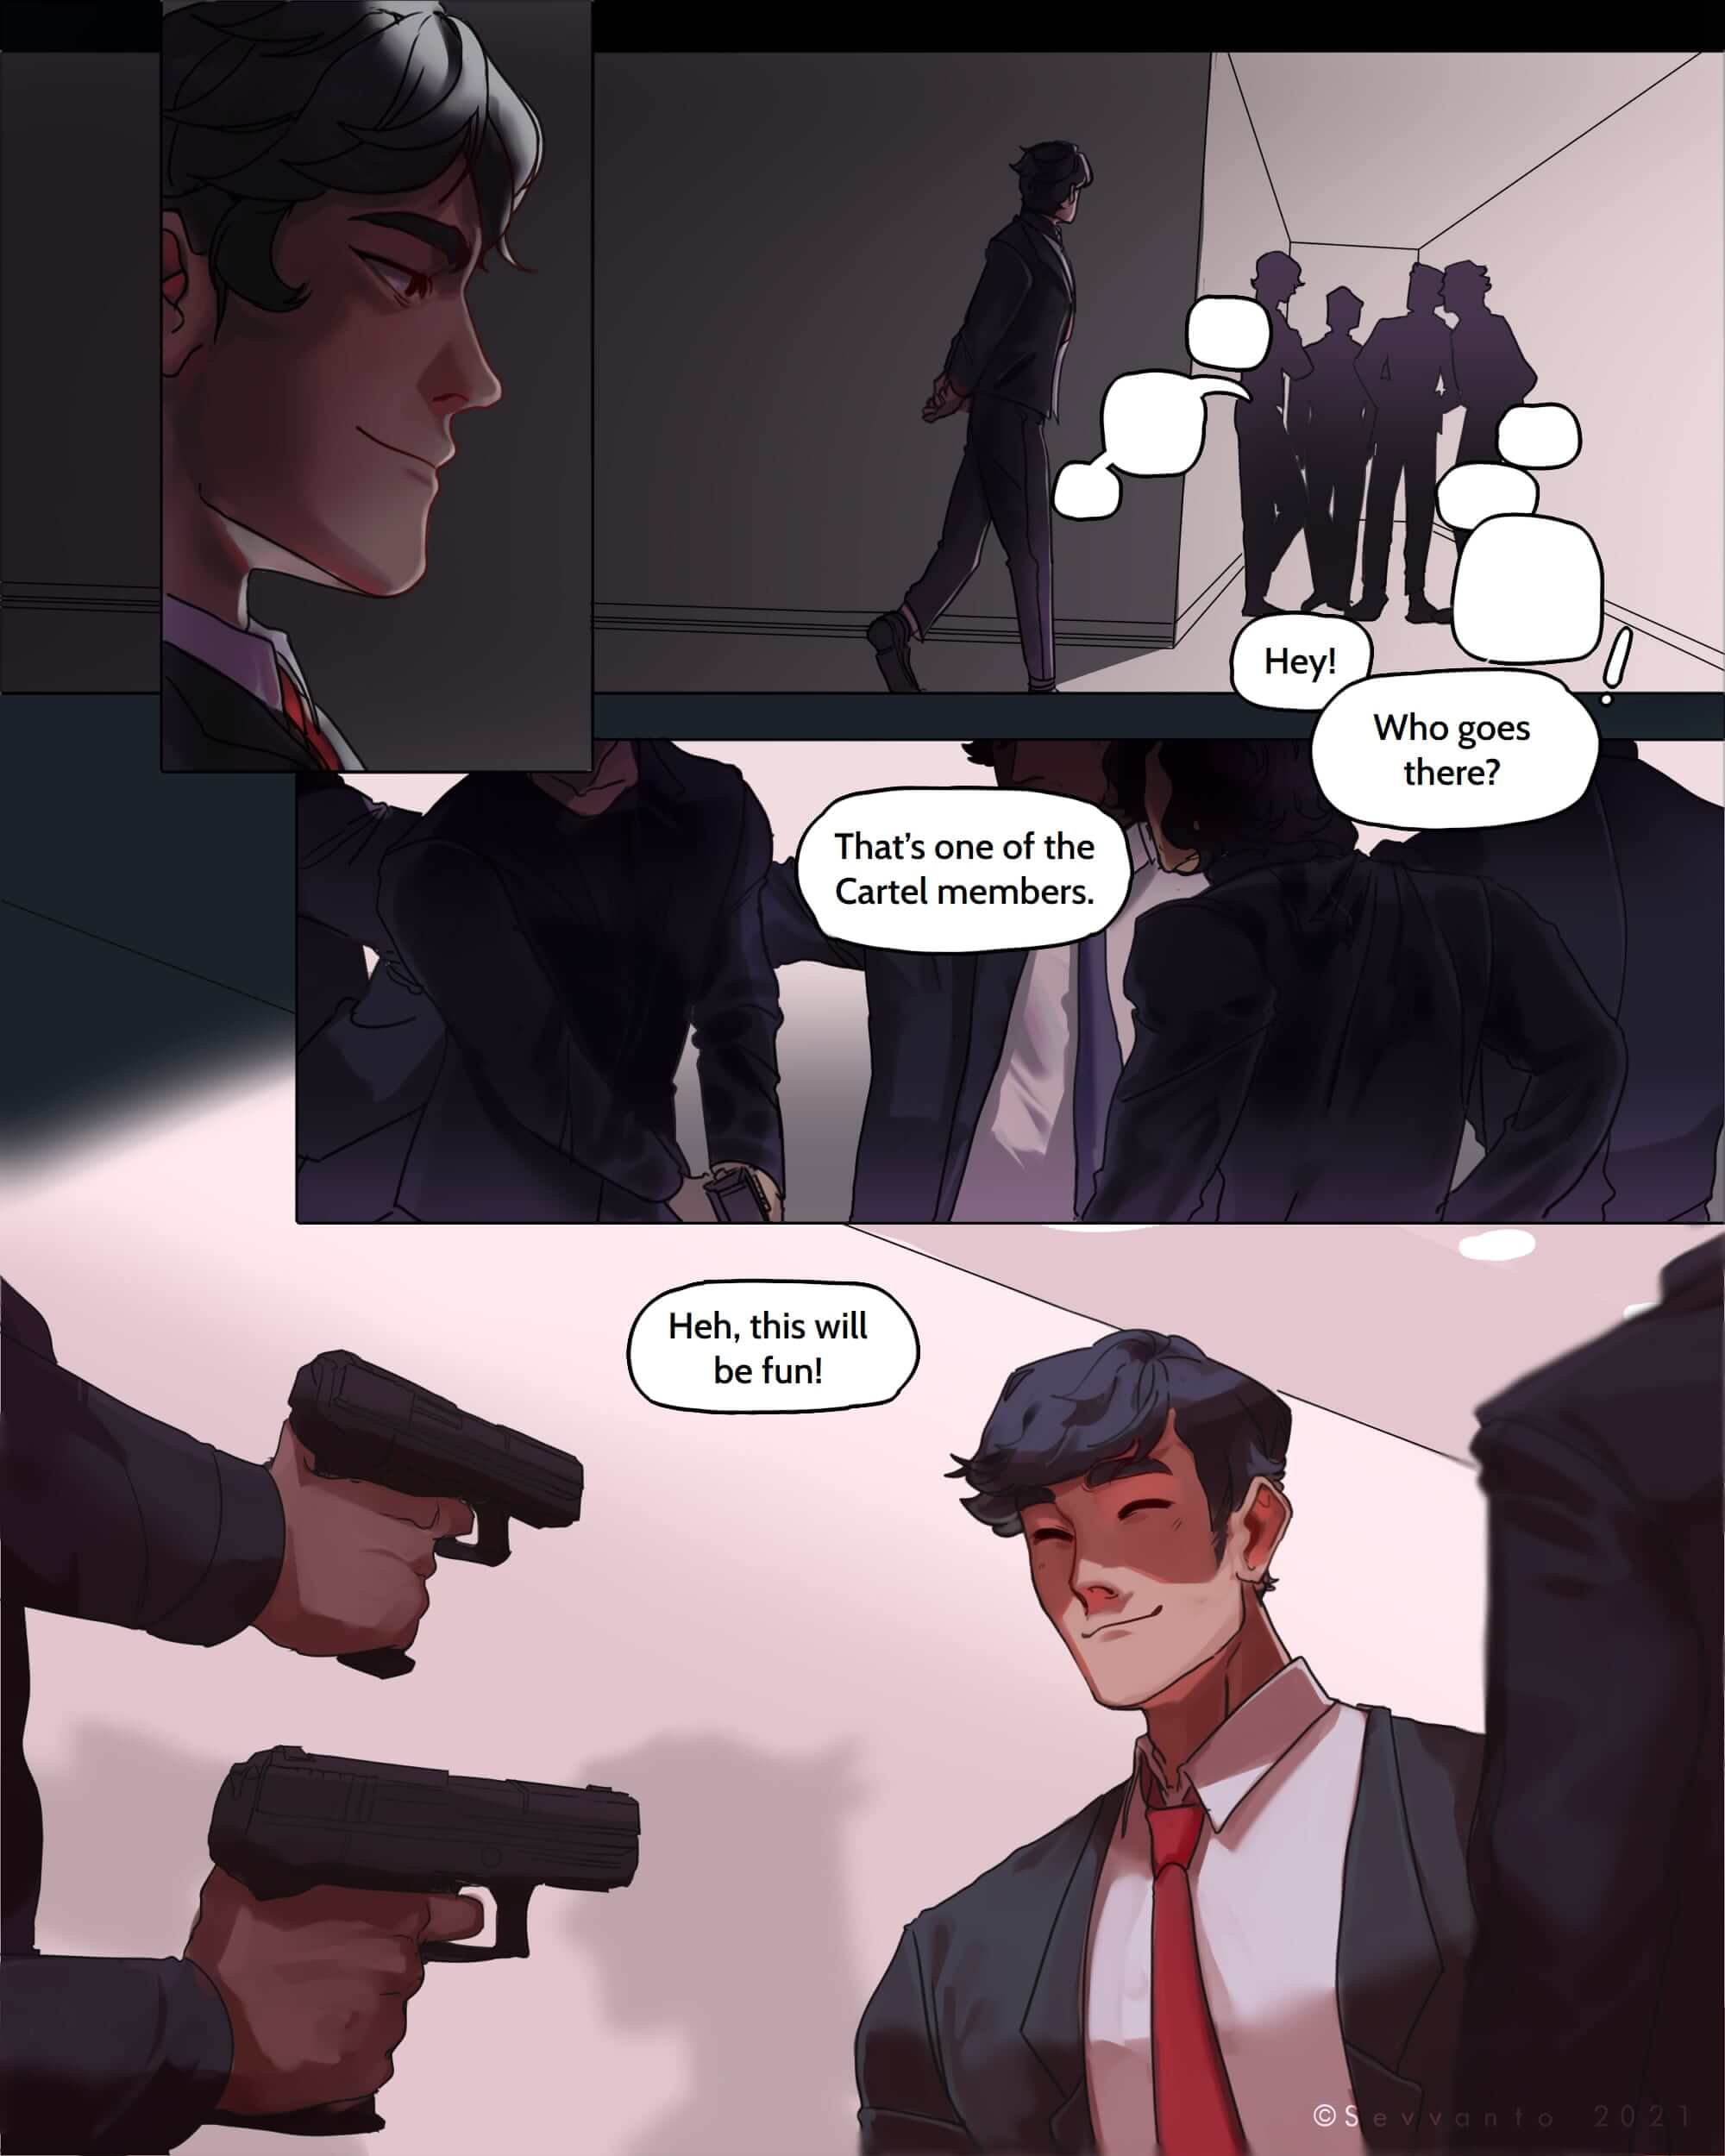 Hey!
Who goes
there?
That's one of the
Cartel members.
Heh, this will
be fun!
©Sevvanto 2021